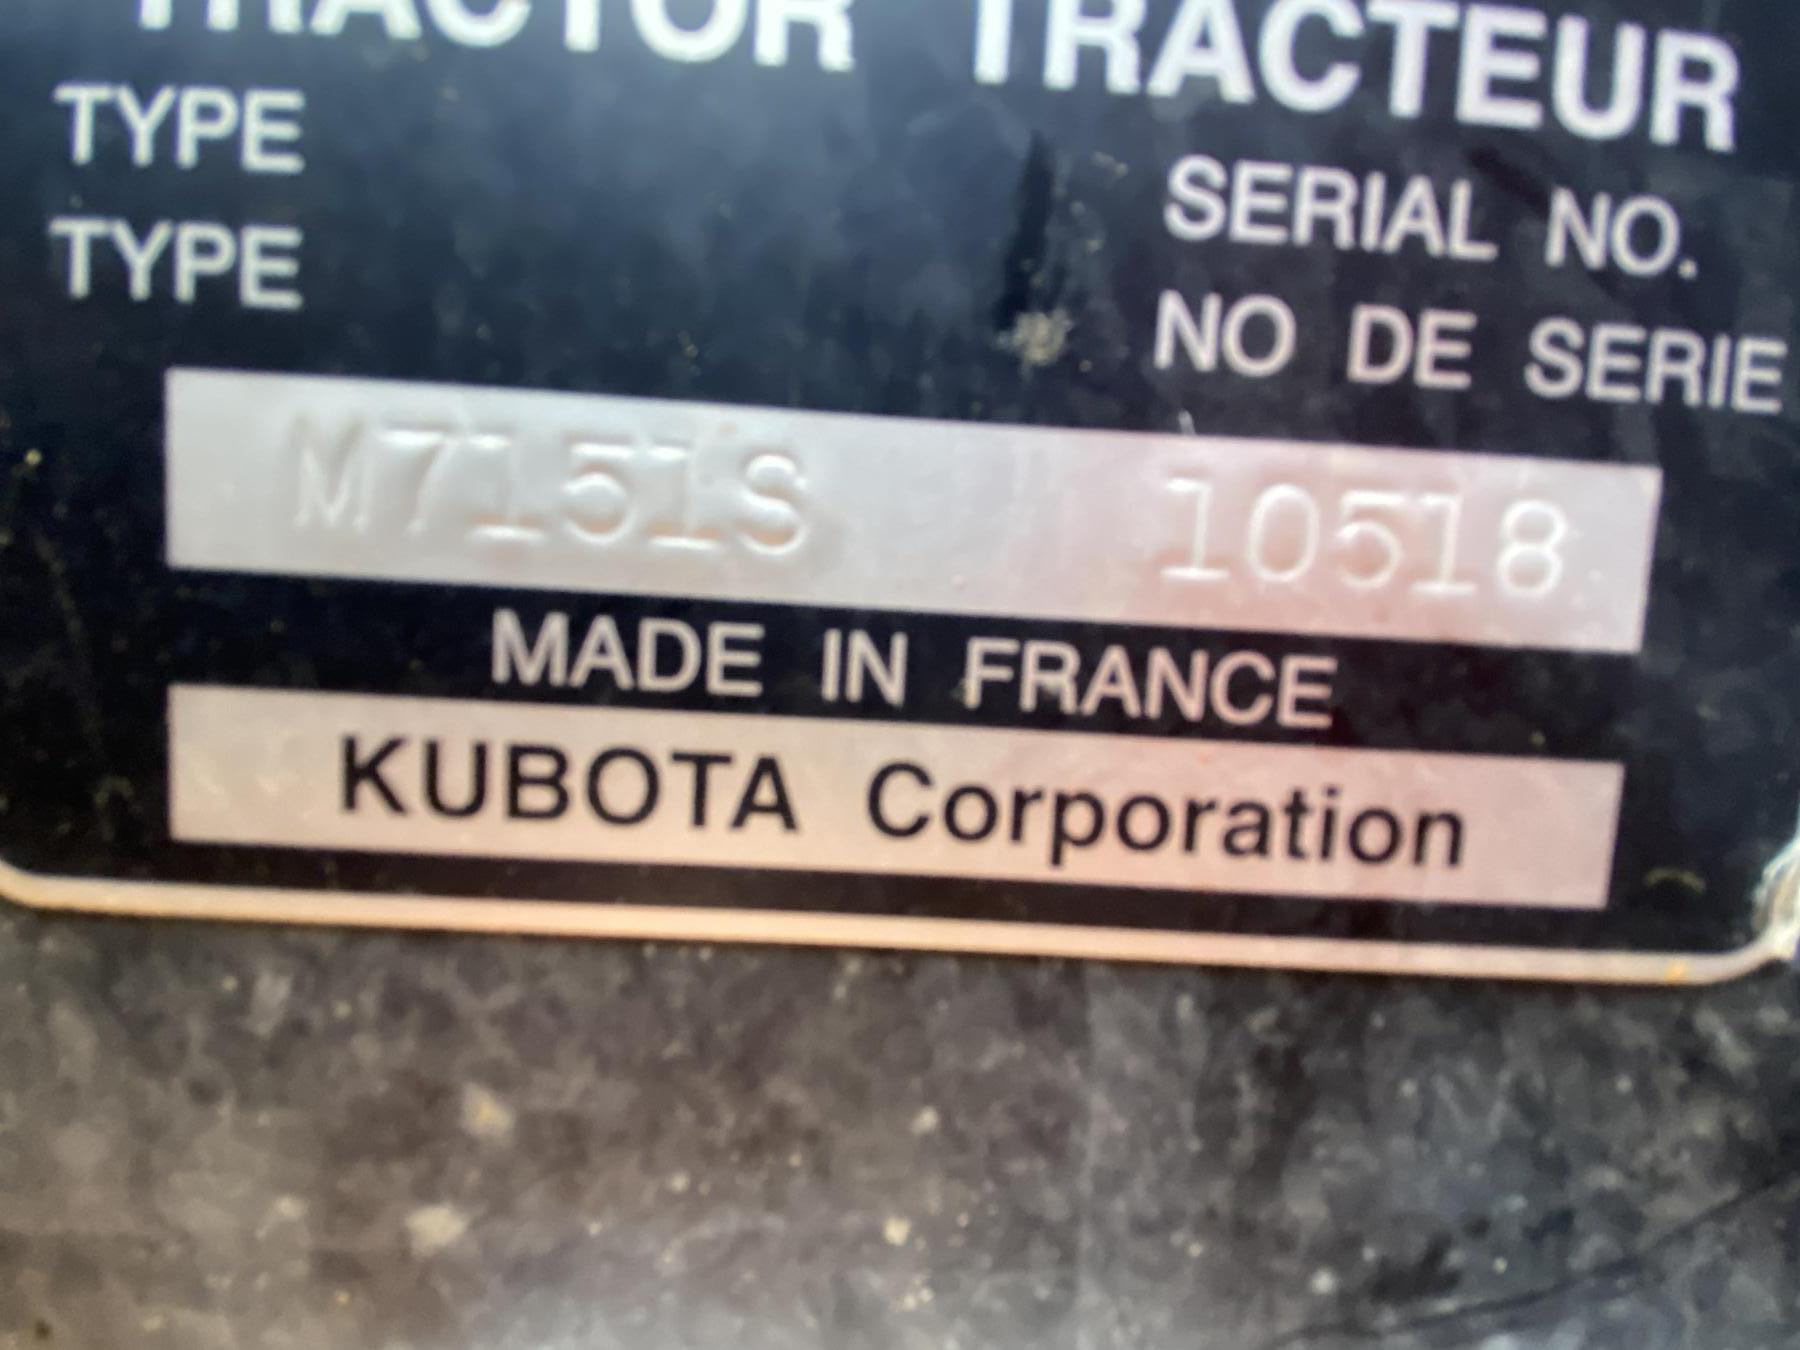 TRACTOR TRACTEUR
TYPE
TYPE
SERIAL NO.
NO DE SERIE
M7151S 10518
MADE IN FRANCE
KUBOTA Corporation